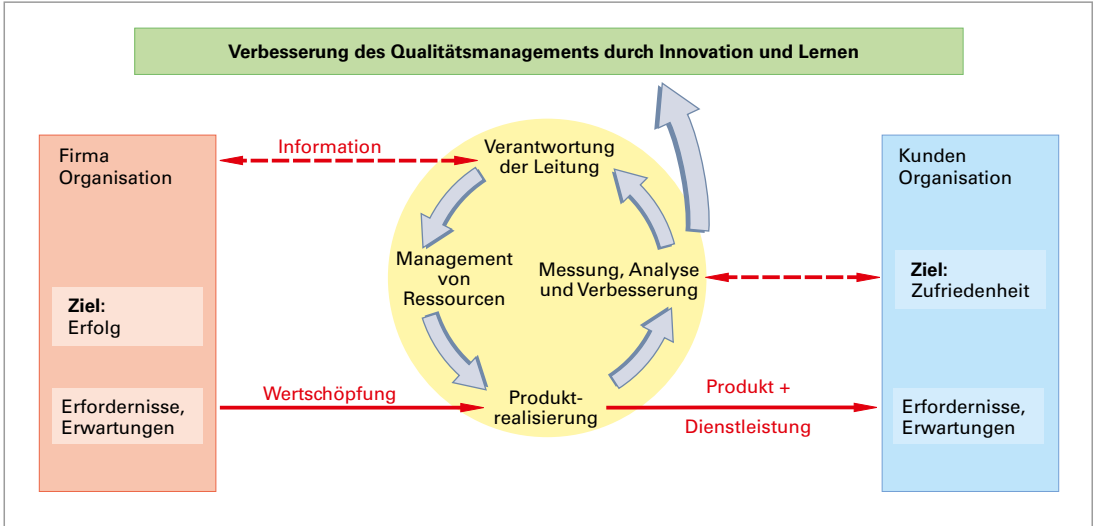 Verbesserung des Qualitätsmanagements durch Innovation und Lernen
Firma
Organisation
Information
Verantwortung
der Leitung
Kunden
Organisation
Management
von
Ressourcen
Messung, Analyse
und Verbesserung
Ziel:
Zufriedenheit
Ziel:
Erfolg
Erfordernisse,
Erwartungen
Wertschöpfung
Produkt-
realisierung
Produkt +
Dienstleistung
Erfordernisse,
Erwartungen